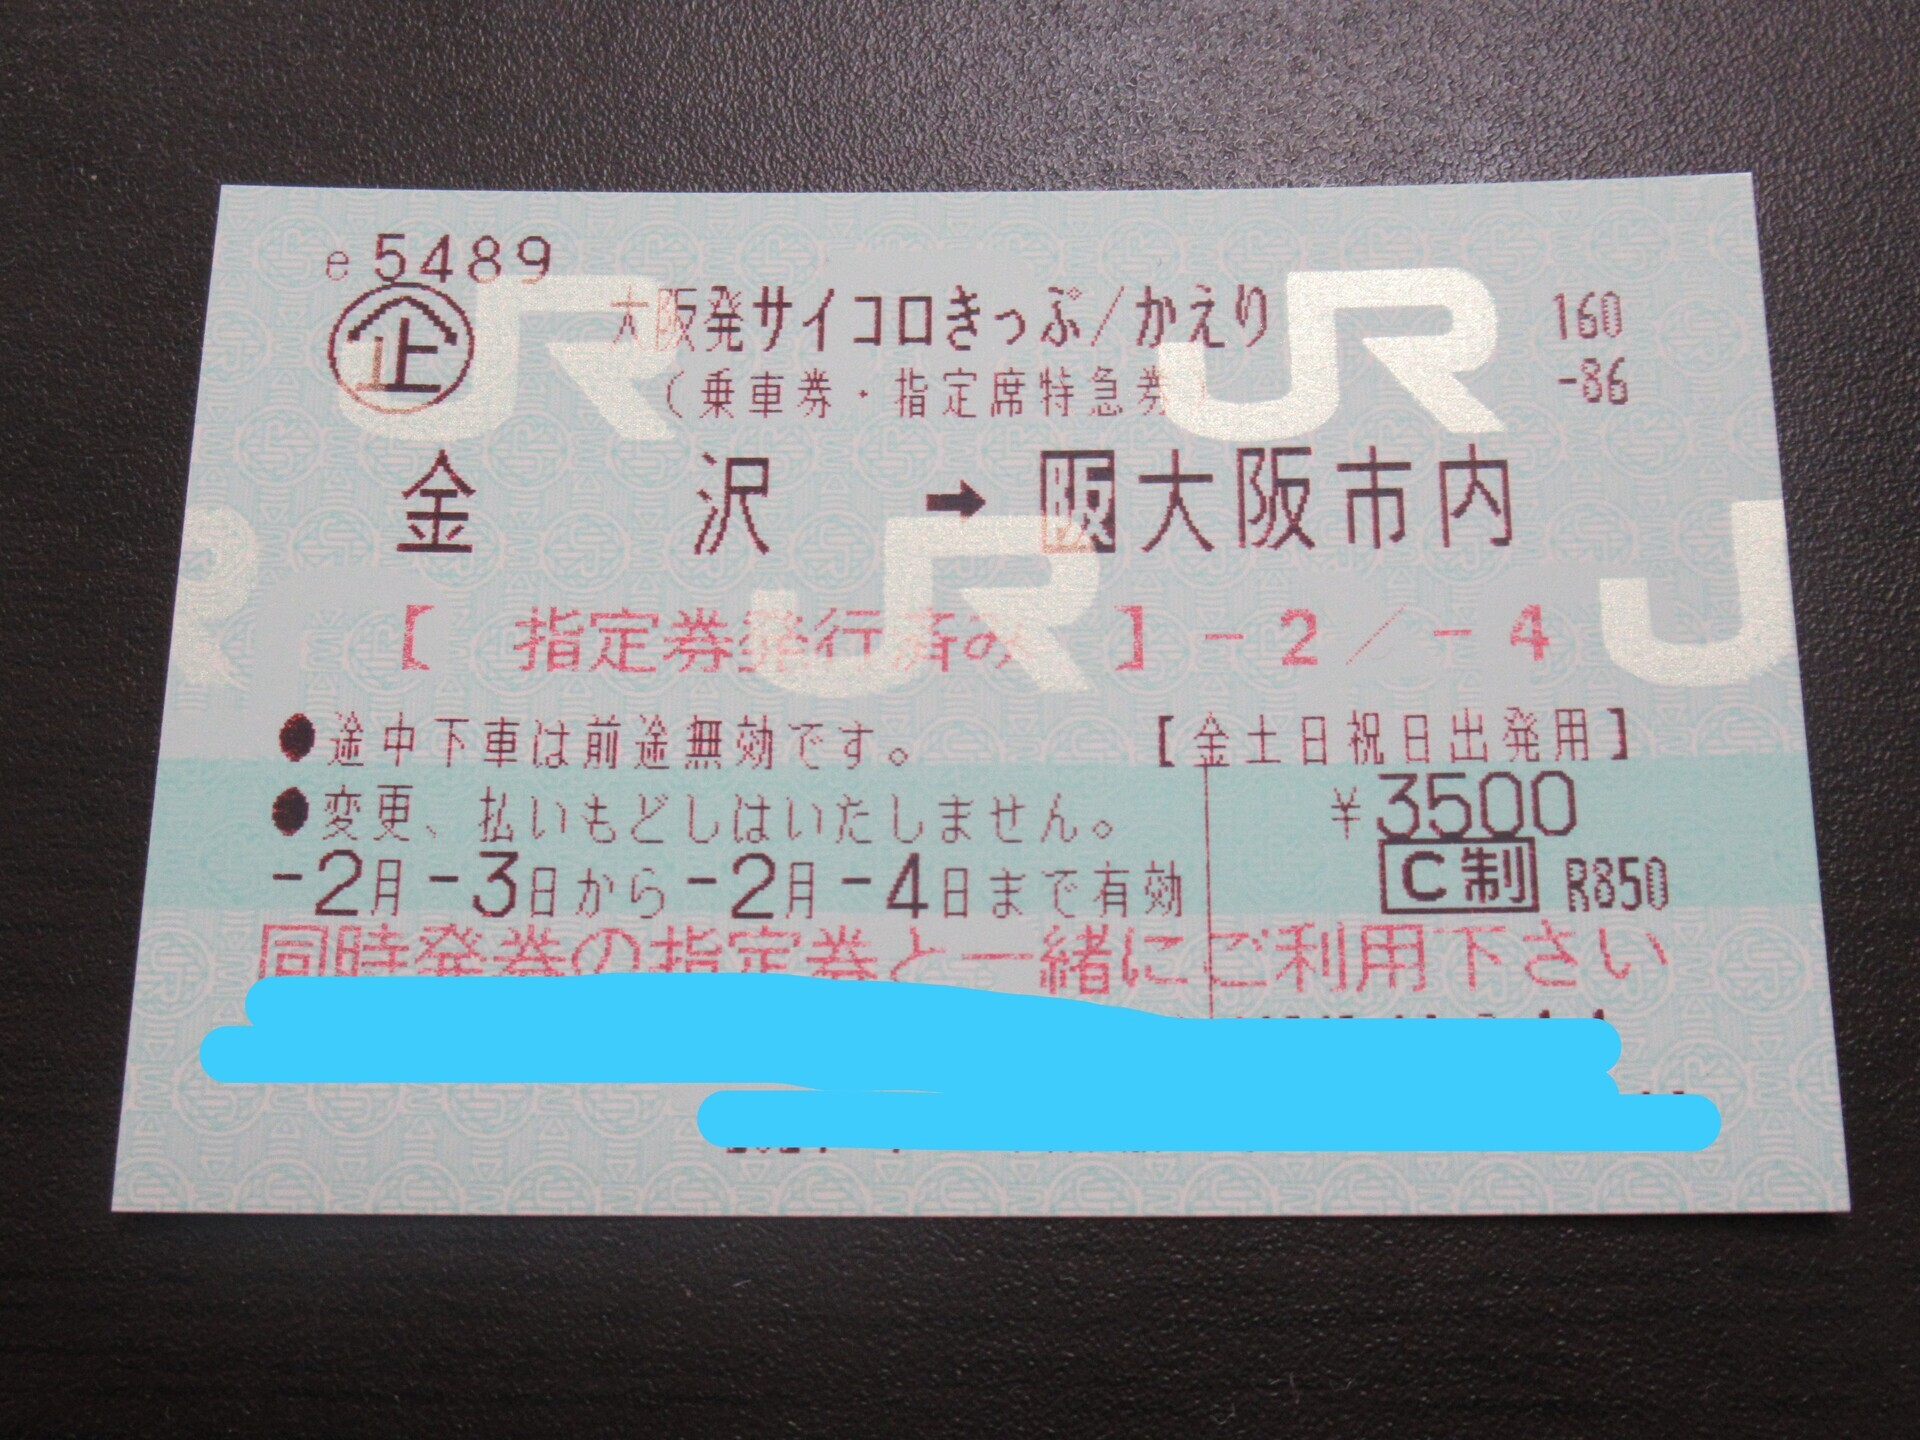 e5489
企 大阪発サイコロきっぷ/かえり 160
(乗車券・指定席特急券) -86
金沢 → 阪大阪市内
【 指定券発行済み 】-2/-4
●途中下車は前途無効です。 【金土日祝日出発用】
●変更、払いもどしはいたしません。 ¥3500
-2月-3日から-2月-4日まで有効 C制 R850
同時発券の指定券と一緒にご利用下さい
JR
JR
JR